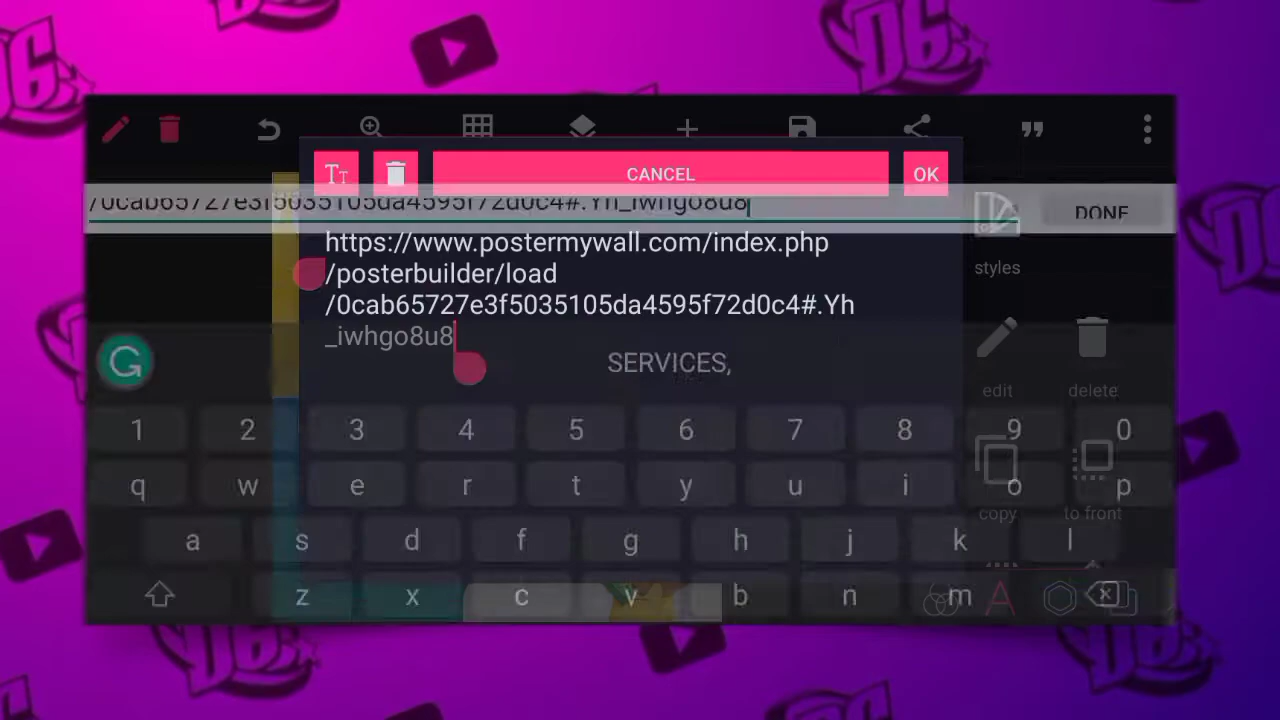 CANCEL
OK
/0cab65727e3f5035105da4595f72d0c4#.Yh_iwhgo8u8
DONE
https://www.postermywall.com/index.php
/posterbuilder/load
/0cab65727e3f5035105da4595f72d0c4#.Yh
_iwhgo8u8
styles
SERVICES,
edit
delete
1 2 3 4 5 6 7 8 9 0
q w e r t y u i o p
copy
to front
a s d f g h j k l
z x c v b n m